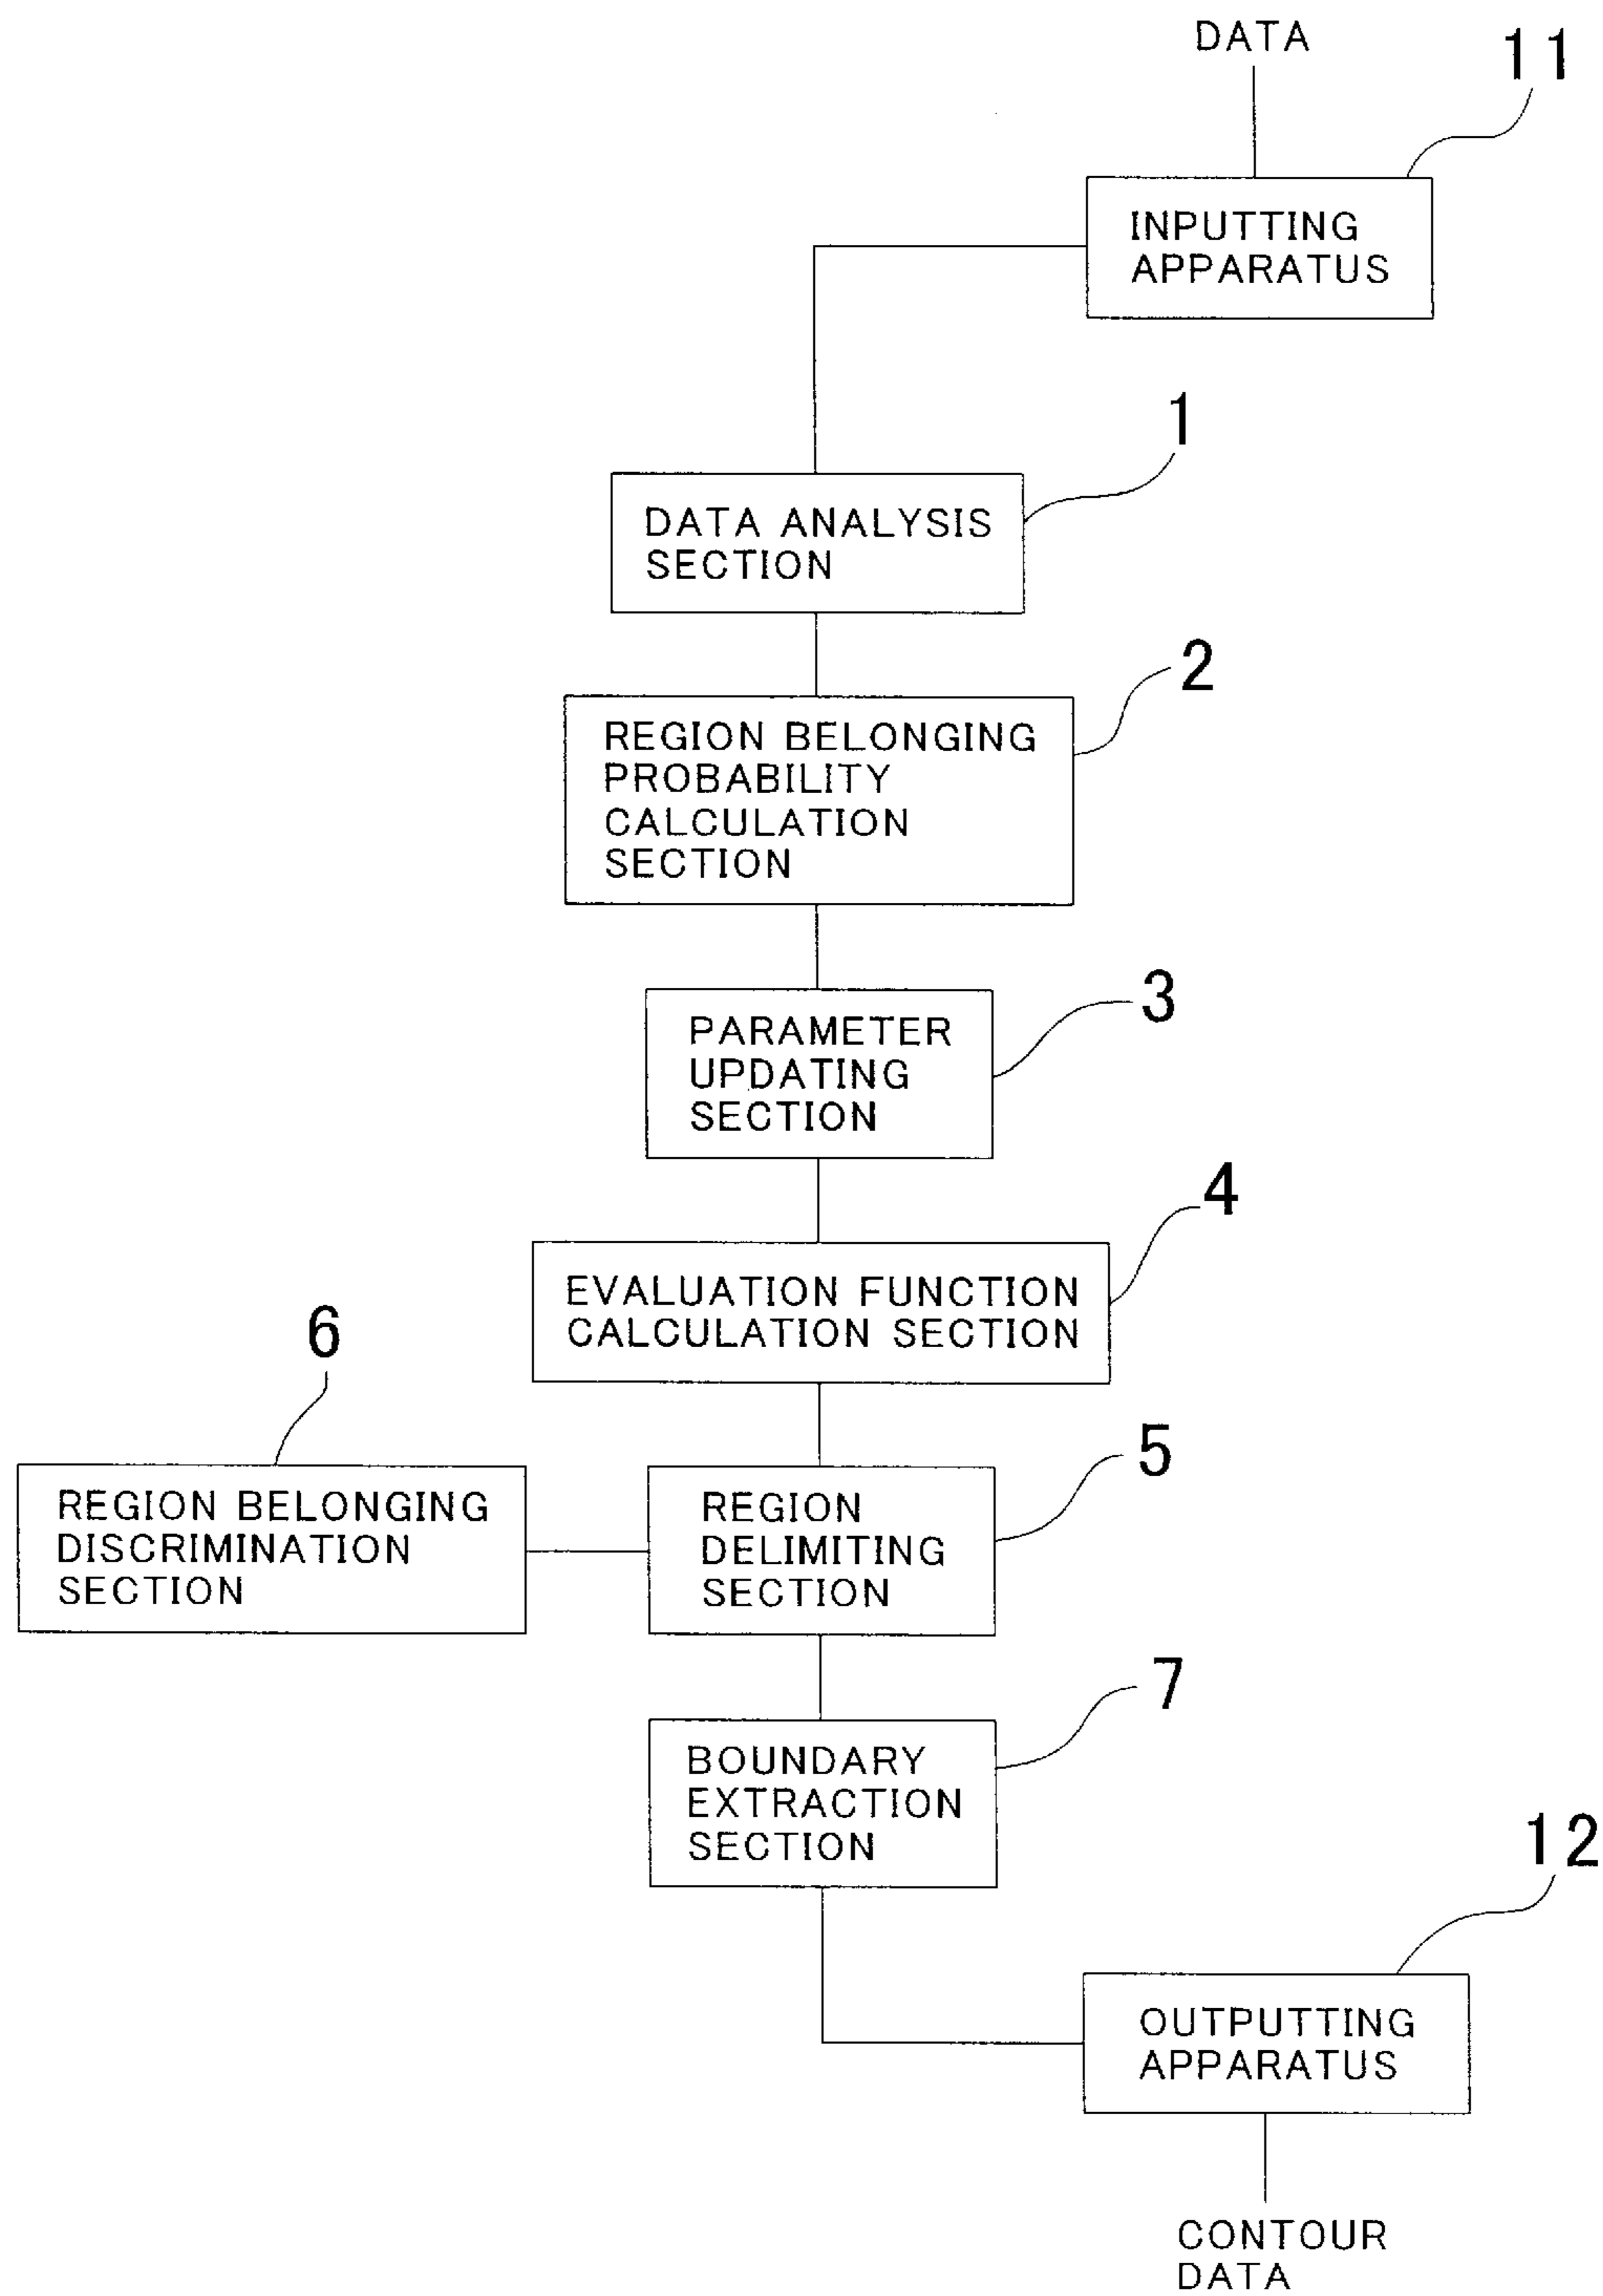 DATA
11
INPUTTING
APPARATUS
1
DATA ANALYSIS
SECTION
2
REGION BELONGING
PROBABILITY
CALCULATION
SECTION
3
PARAMETER
UPDATING
SECTION
4
EVALUATION FUNCTION
CALCULATION SECTION
6
REGION BELONGING
DISCRIMINATION
SECTION
5
REGION
DELIMITING
SECTION
7
BOUNDARY
EXTRACTION
SECTION
12
OUTPUTTING
APPARATUS
CONTOUR
DATA